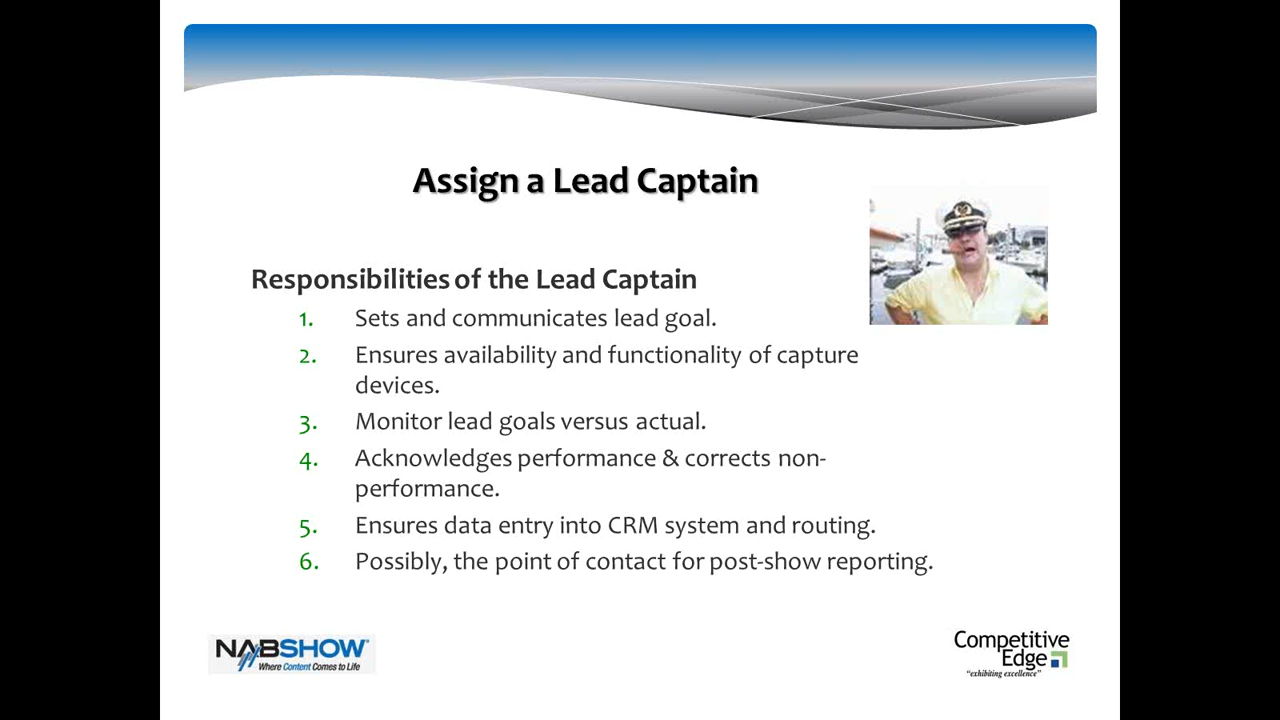 Assign a Lead Captain
Responsibilities of the Lead Captain
1. Sets and communicates lead goal.
2. Ensures availability and functionality of capture
devices.
3. Monitor lead goals versus actual.
4. Acknowledges performance & corrects non-
performance.
5. Ensures data entry into CRM system and routing.
6. Possibly, the point of contact for post-show reporting.
NABSHOW®
Where Content Comes to Life
Competitive
Edge
"exhibiting excellence"